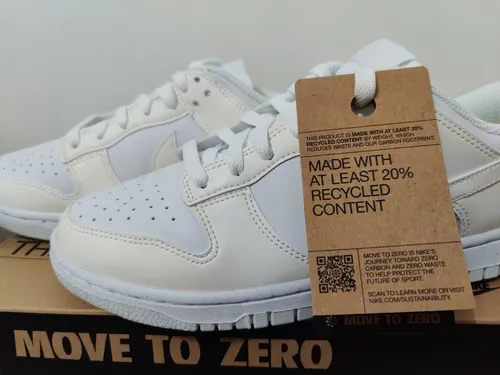 THIS PRODUCT IS MADE WITH AT LEAST 20%
RECYCLED CONTENT BY WEIGHT, WHICH
REDUCES WASTE AND OUR CARBON FOOTPRINT.
MADE WITH
AT LEAST 20%
RECYCLED
CONTENT
MOVE TO ZERO IS NIKE'S
JOURNEY TOWARD ZERO
CARBON AND ZERO WASTE
TO HELP PROTECT THE
FUTURE OF SPORT.
SCAN TO LEARN MORE OR VISIT
NIKE.COM/SUSTAINABILITY.
MOVE TO ZERO
TH
MOVE TO ZERO